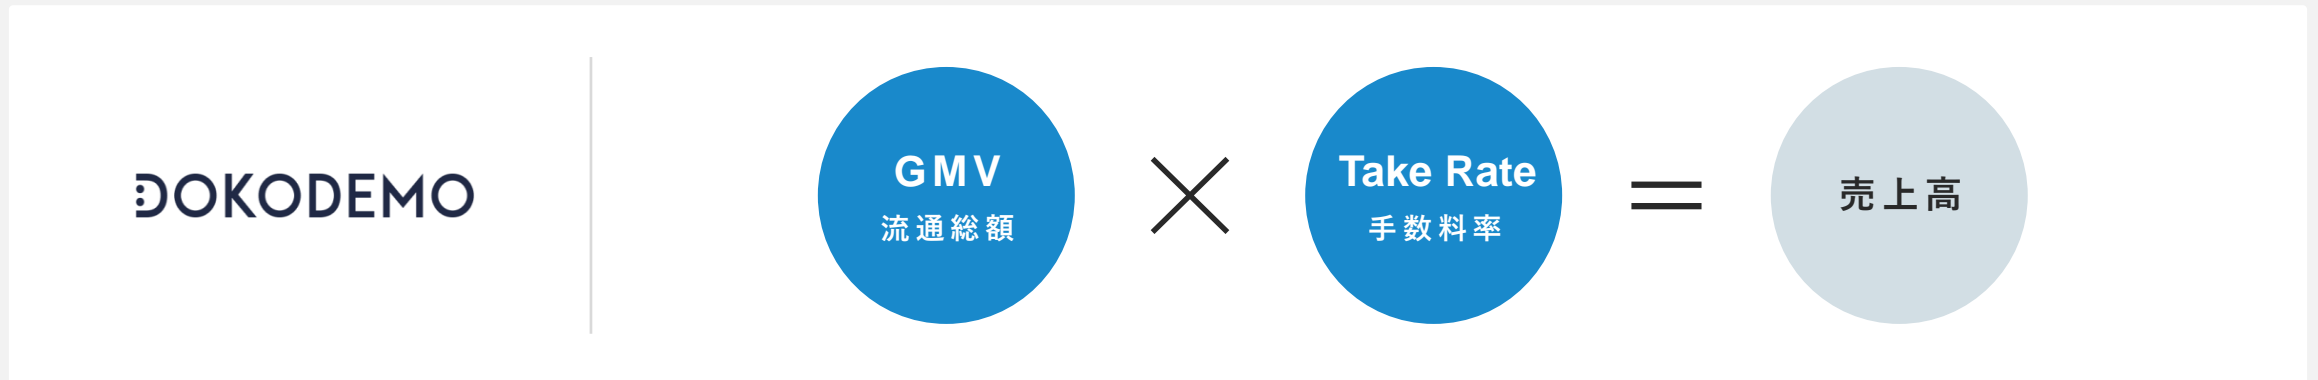 DOKODEMO
GMV
流通総額
×
Take Rate
手数料率
=
売上高